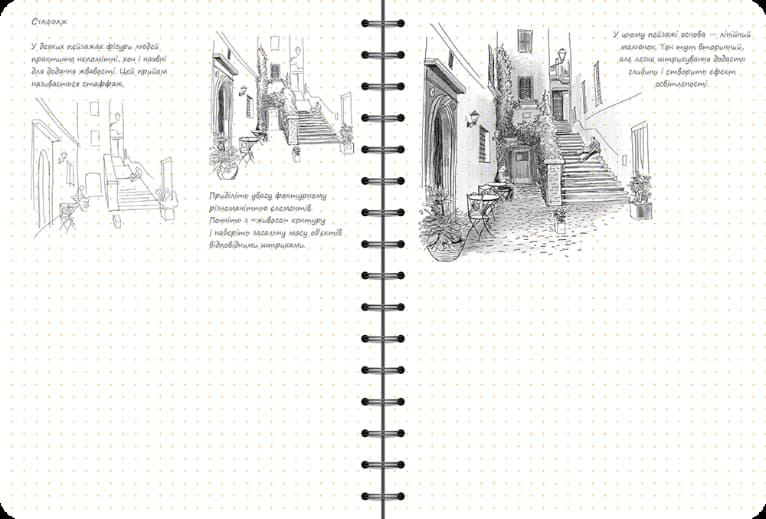 Стафаж
У деяких пейзажах фігури людей
практично непомітні, хоч і наявні
для додання жвавості. Цей прийом
називається стаффаж.
Приділіть увагу фактурному
різноманіттю елементів.
Почніть з «живого» контуру
і наберіть загальну масу об'єктів
відповідними штрихами.
У цьому пейзажі основа — лінійний
малюнок. Тон тут вторинний,
але легке штрихування додасть
глибини і створить ефект
освітленості.